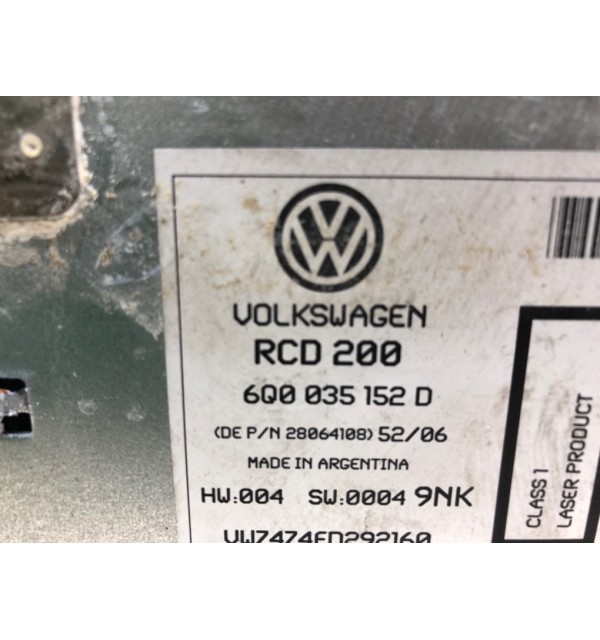 VOLKSWAGEN
RCD 200
6Q0 035 152 D
(DE P/N 28064108) 52/06
MADE IN ARGENTINA
HW:004 SW:0004 9NK
VWZ4Z4FD292160
CLASS 1
LASER PRODUCT